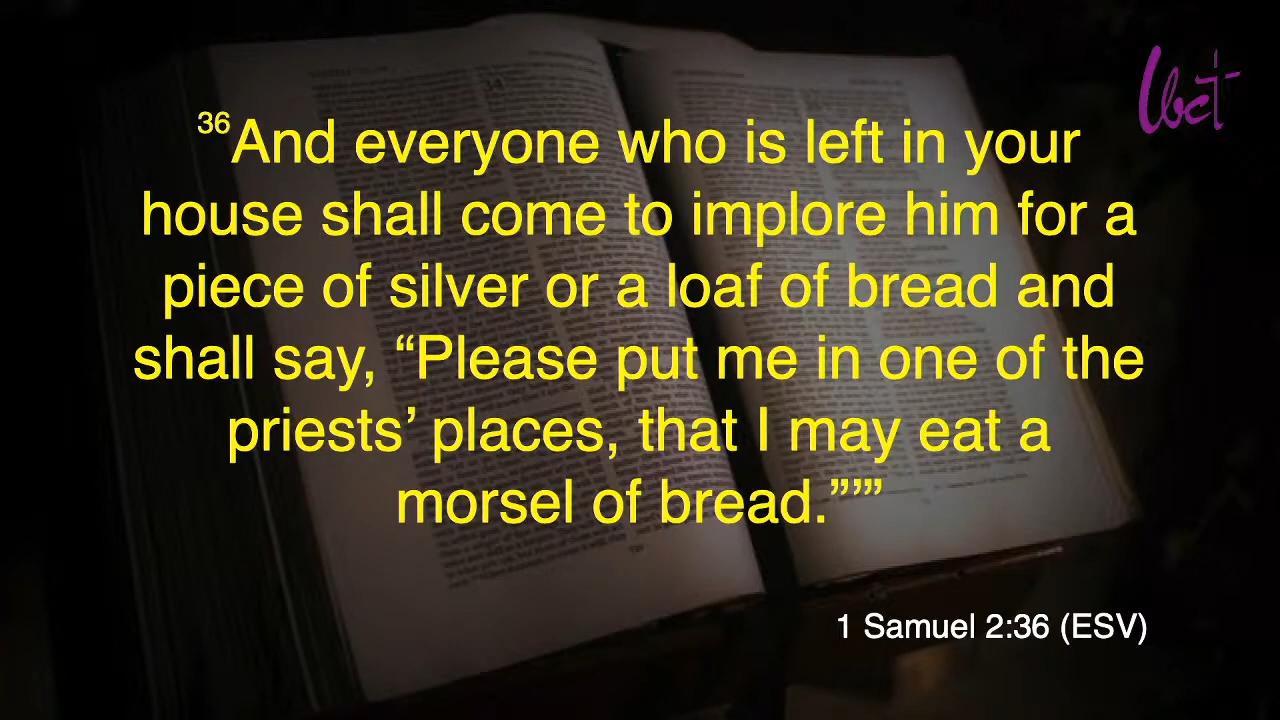 lbct
36And everyone who is left in your
house shall come to implore him for a
piece of silver or a loaf of bread and
shall say, “Please put me in one of the
priests’ places, that I may eat a
morsel of bread.”’”
1 Samuel 2:36 (ESV)